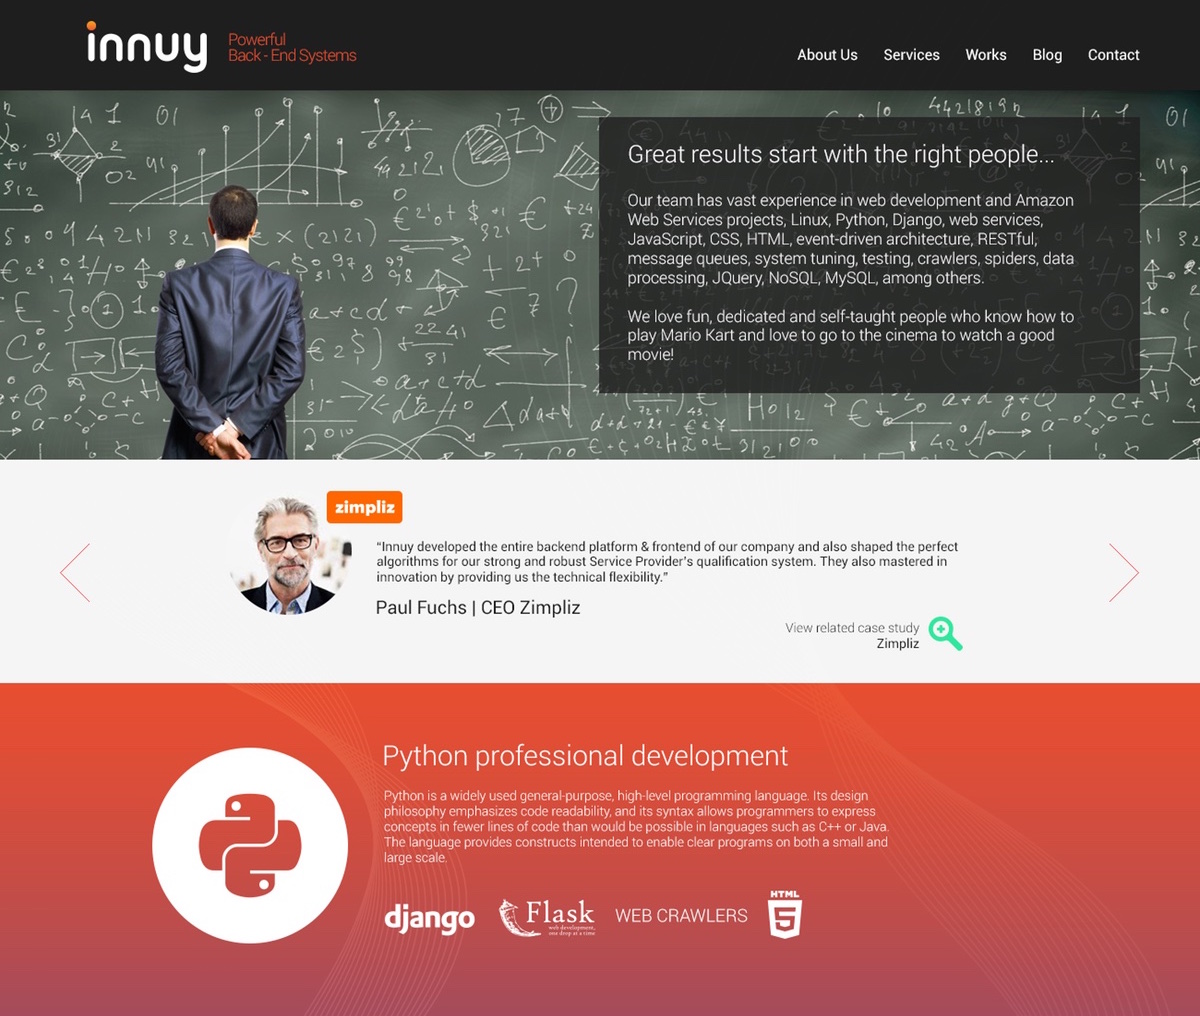 innuy
Powerful
Back - End Systems
About Us Services Works Blog Contact
Great results start with the right people...
Our team has vast experience in web development and Amazon
Web Services projects, Linux, Python, Django, web services,
JavaScript, CSS, HTML, event-driven architecture, RESTful,
message queues, system tuning, testing, crawlers, spiders, data
processing, JQuery, NoSQL, MySQL, among others.
We love fun, dedicated and self-taught people who know how to
play Mario Kart and love to go to the cinema to watch a good
movie!
zimpliz
“Innuy developed the entire backend platform & frontend of our company and also shaped the perfect
algorithms for our strong and robust Service Provider’s qualification system. They also mastered in
innovation by providing us the technical flexibility.”
Paul Fuchs | CEO Zimpliz
View related case study
Zimpliz
Python professional development
Python is a widely used general-purpose, high-level programming language. Its design
philosophy emphasizes code readability, and its syntax allows programmers to express
concepts in fewer lines of code than would be possible in languages such as C++ or Java.
The language provides constructs intended to enable clear programs on both a small and
large scale.
django
Flask
web development,
one drop at a time
WEB CRAWLERS
HTML
5